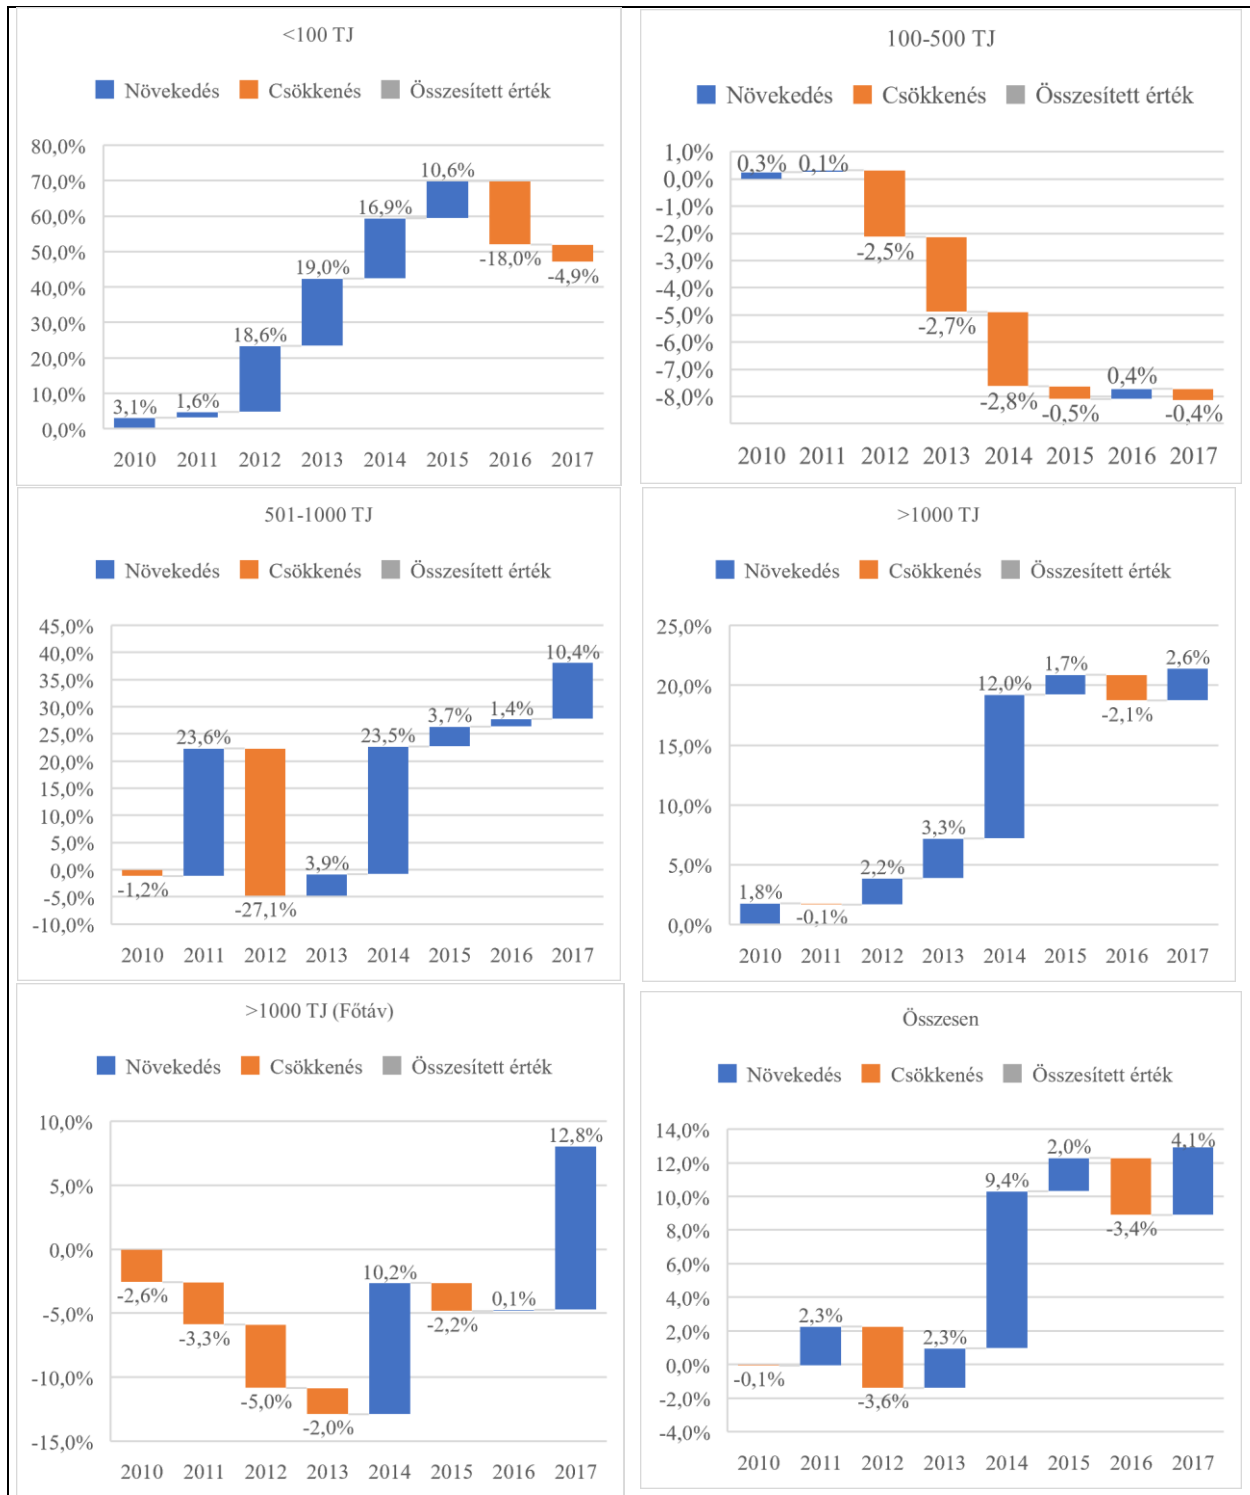 <100 TJ
Növekedés Csökkenés Összesített érték
80,0%
70,0%
60,0%
50,0%
40,0%
30,0%
20,0%
10,0%
0,0%
3,1% 1,6% 18,6% 19,0% 16,9% 10,6% -18,0% -4,9%
2010 2011 2012 2013 2014 2015 2016 2017
100-500 TJ
Növekedés Csökkenés Összesített érték
1,0%
0,0%
-1,0%
-2,0%
-3,0%
-4,0%
-5,0%
-6,0%
-7,0%
-8,0%
0,3% 0,1% -2,5% -2,7% -2,8% -0,5% 0,4% -0,4%
2010 2011 2012 2013 2014 2015 2016 2017
501-1000 TJ
Növekedés Csökkenés Összesített érték
45,0%
40,0%
35,0%
30,0%
25,0%
20,0%
15,0%
10,0%
5,0%
0,0%
-5,0%
-10,0%
-1,2% 23,6% -27,1% 3,9% 23,5% 3,7% 1,4% 10,4%
2010 2011 2012 2013 2014 2015 2016 2017
>1000 TJ
Növekedés Csökkenés Összesített érték
25,0%
20,0%
15,0%
10,0%
5,0%
0,0%
1,8% -0,1% 2,2% 3,3% 12,0% 1,7% -2,1% 2,6%
2010 2011 2012 2013 2014 2015 2016 2017
>1000 TJ (Főtáv)
Növekedés Csökkenés Összesített érték
10,0%
5,0%
0,0%
-5,0%
-10,0%
-15,0%
-2,6% -3,3% -5,0% -2,0% 10,2% -2,2% 0,1% 12,8%
2010 2011 2012 2013 2014 2015 2016 2017
Összesen
Növekedés Csökkenés Összesített érték
14,0%
12,0%
10,0%
8,0%
6,0%
4,0%
2,0%
0,0%
-2,0%
-4,0%
-0,1% 2,3% -3,6% 2,3% 9,4% 2,0% -3,4% 4,1%
2010 2011 2012 2013 2014 2015 2016 2017